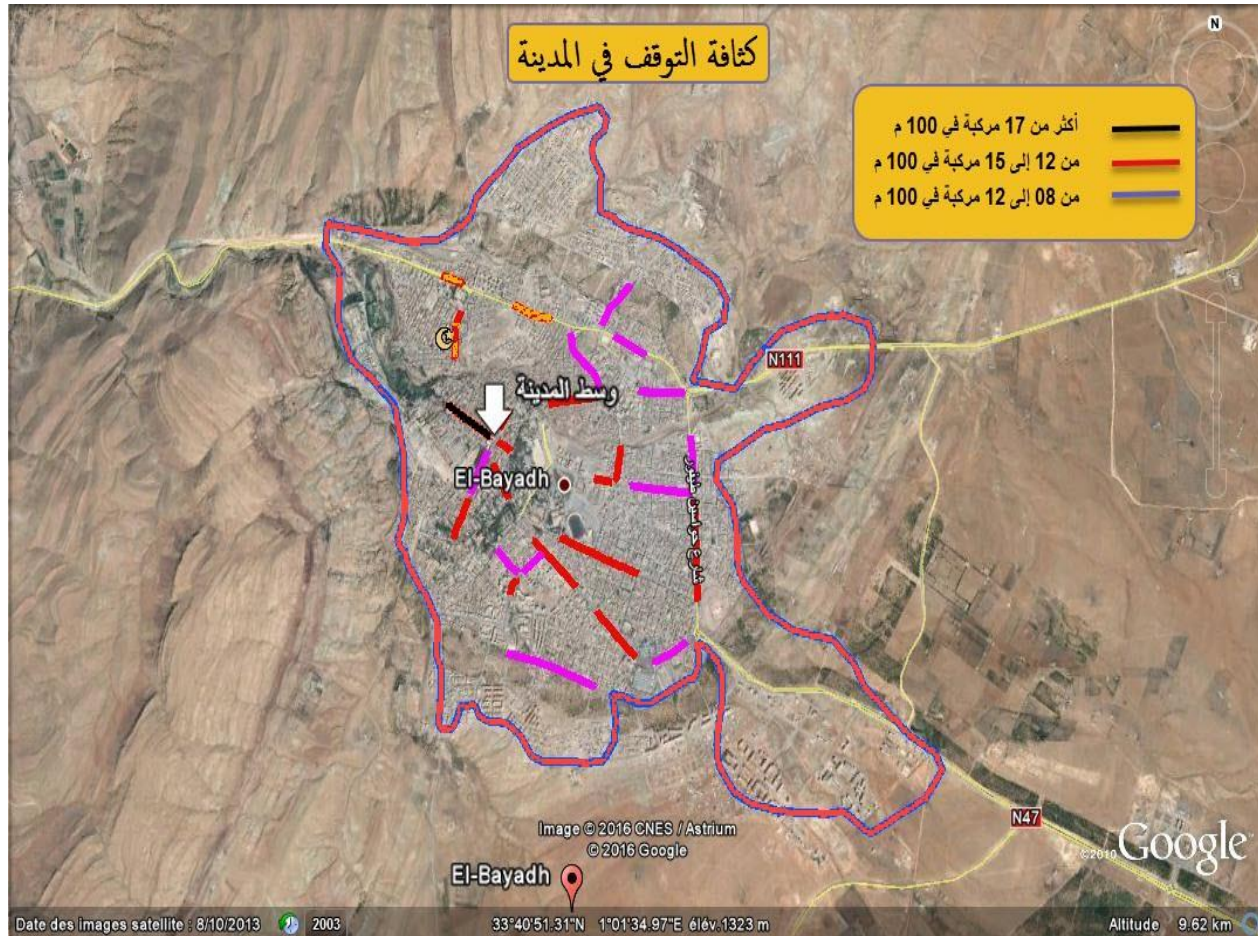 كثافة التوقف في المدينة
N
أكثر من 17 مركبة في 100 م
من 12 إلى 15 مركبة في 100 م
من 08 إلى 12 مركبة في 100 م
N111
وسط المدينة
El-Bayadh
شارع
N47
Image © 2016 CNES / Astrium
© 2016 Google
©2010 Google
El-Bayadh
Date des images satellite : 8/10/2013 2003 33°40'51.31"N 1°01'34.97"E élév.1323 m Altitude 9.62 km